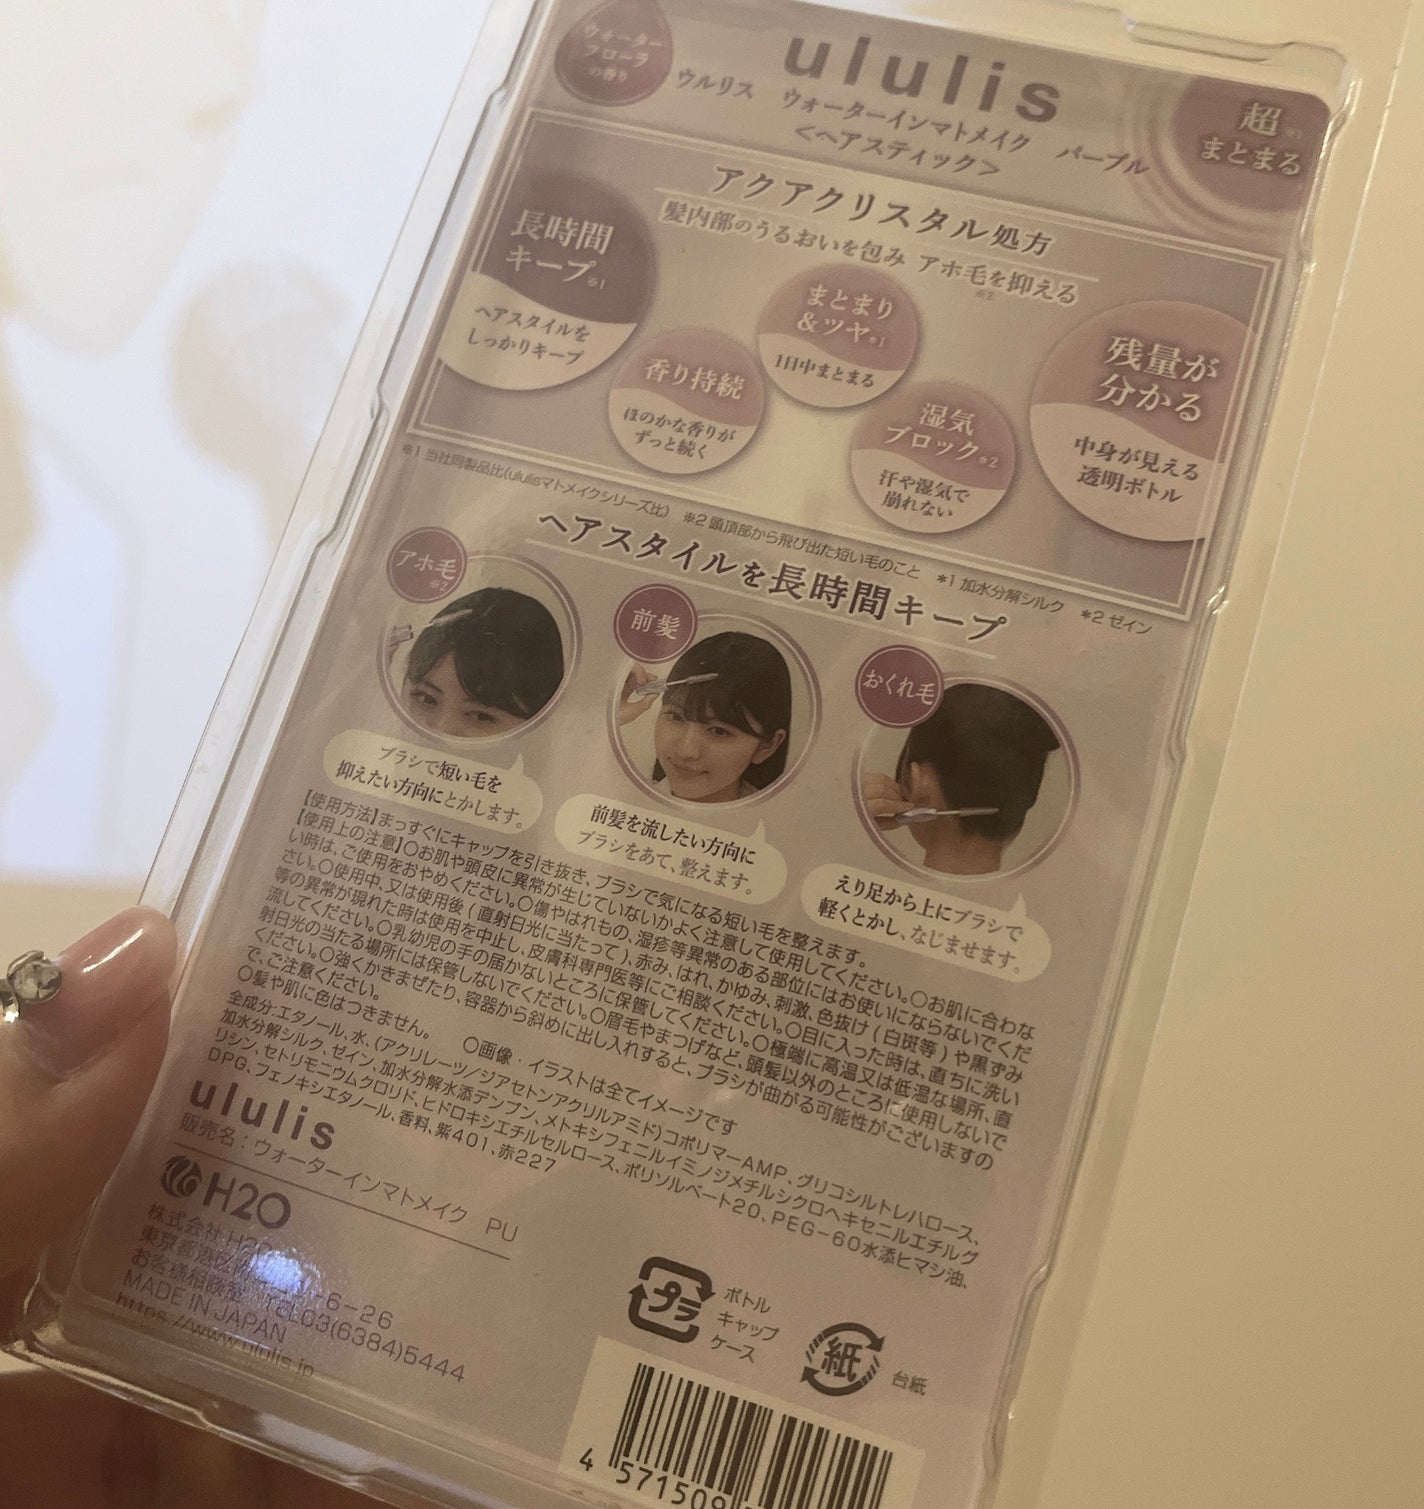 ウォーター
フローラ
の香り
ululis
ウルリス ウォーターインマトメイク パープル
<ヘアスティック>
超※1
まとまる
アクアクリスタル処方
髪内部のうるおいを包み アホ毛を抑える
※2
長時間
キープ※1
ヘアスタイルを
しっかりキープ
香り持続
ほのかな香りが
ずっと続く
まとまり
&ツヤ*1
1日中まとまる
湿気
ブロック*2
汗や湿気で
崩れない
残量が
分かる
中身が見える
透明ボトル
※1 当社同製品比(ululisマトメイクシリーズ比) ※2 頭頂部から飛び出た短い毛のこと *1 加水分解シルク *2 ゼイン
ヘアスタイルを長時間キープ
アホ毛
※2
ブラシで短い毛を
抑えたい方向にとかします。
前髪
前髪を流したい方向に
ブラシをあて、整えます。
おくれ毛
えり足から上にブラシで
軽くとかし、なじませます。
【使用方法】まっすぐにキャップを引き抜き、ブラシで気になる短い毛を整えます。
【使用上の注意】○お肌や頭皮に異常が生じていないかよく注意して使用してください。○お肌に合わな
い時は、ご使用をおやめください。○傷やはれもの、湿疹等異常のある部位にはお使いにならないでくだ
さい。○使用中、又は使用後(直射日光に当たって)、赤み、はれ、かゆみ、刺激、色抜け(白斑等)や黒ずみ
等の異常が現れた時は使用を中止し、皮膚科専門医等にご相談ください。○目に入った時は、直ちに洗い
流してください。○乳幼児の手の届かないところに保管してください。○極端に高温又は低温な場所、直
射日光の当たる場所には保管しないでください。○眉毛やまつげなど、頭髪以外のところに使用しないで
ください。○強くかきまぜたり、容器から斜めに出し入れすると、ブラシが曲がる可能性がございますの
で、ご注意ください。
○髪や肌に色はつきません。 ○画像・イラストは全てイメージです
全成分:エタノール、水、(アクリレーツ/ジアセトンアクリルアミド)コポリマーAMP、グリコシルトレハロース、
加水分解シルク、ゼイン、加水分解水添デンプン、メトキシフェニルイミノジメチルシクロヘキセニルエチルグ
リシン、セトリモニウムクロリド、ヒドロキシエチルセルロース、ポリソルベート20、PEG-60水添ヒマシ油、
DPG、フェノキシエタノール、香料、紫401、赤227
ululis
販売名:ウォーターインマトメイク PU
H2O
株式会社 H2O
東京都港区 -6-26
お客様相談窓 TEL03(6384)5444
MADE IN JAPAN
https://www.ululis.jp
プラ
ボトル
キャップ
ケース
紙
台紙
4 571509